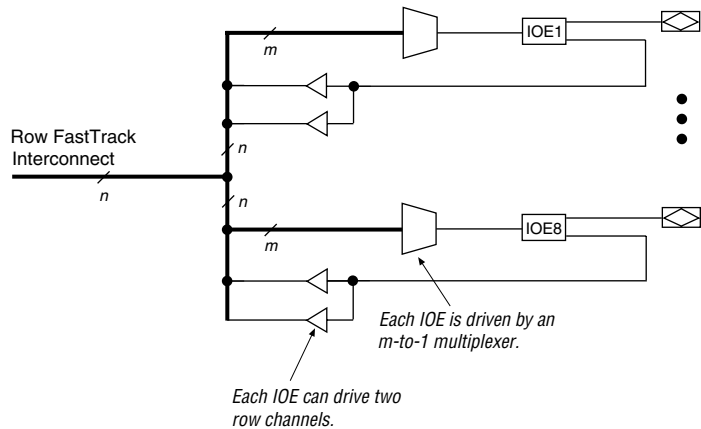 m
IOE1
n
Row FastTrack
Interconnect
n
n
m
IOE8
Each IOE is driven by an
m-to-1 multiplexer.
Each IOE can drive two
row channels.